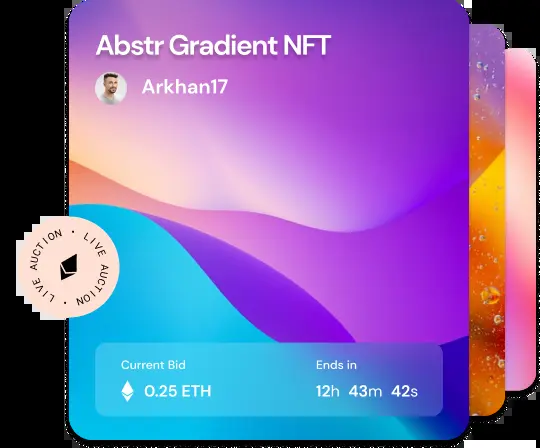 Abstr Gradient NFT
Arkhan17
LIVE AUCTION • LIVE AUCTION •
Current Bid
Ends in
0.25 ETH
12h 43m 42s